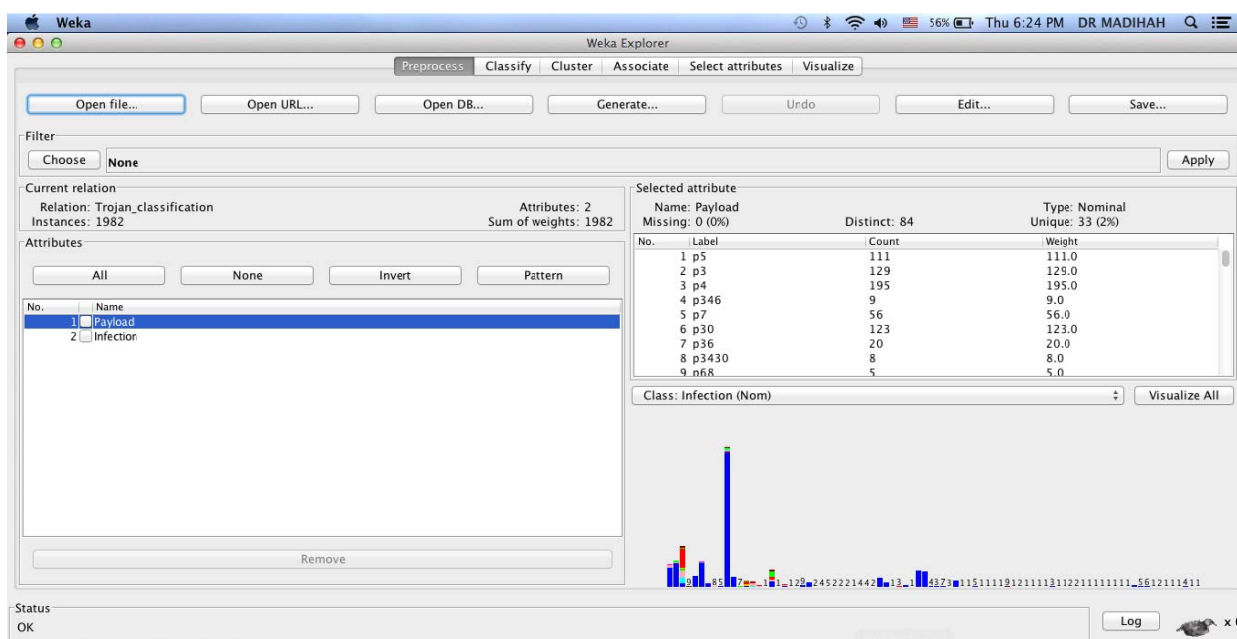 Weka 56% Thu 6:24 PM DR MADIHAH
Weka Explorer
Preprocess Classify Cluster Associate Select attributes Visualize
Open file... Open URL... Open DB... Generate... Undo Edit... Save...
Filter
Choose None Apply
Current relation
Relation: Trojan_classification Attributes: 2
Instances: 1982 Sum of weights: 1982
Attributes
All None Invert Pattern
No. Name
1 Payload
2 Infection
Remove
Selected attribute
Name: Payload Type: Nominal
Missing: 0 (0%) Distinct: 84 Unique: 33 (2%)
No. Label Count Weight
1 p5 111 111.0
2 p3 129 129.0
3 p4 195 195.0
4 p346 9 9.0
5 p7 56 56.0
6 p30 123 123.0
7 p36 20 20.0
8 p3430 8 8.0
9 p68 5 5.0
Class: Infection (Nom) Visualize All
Status
OK Log x